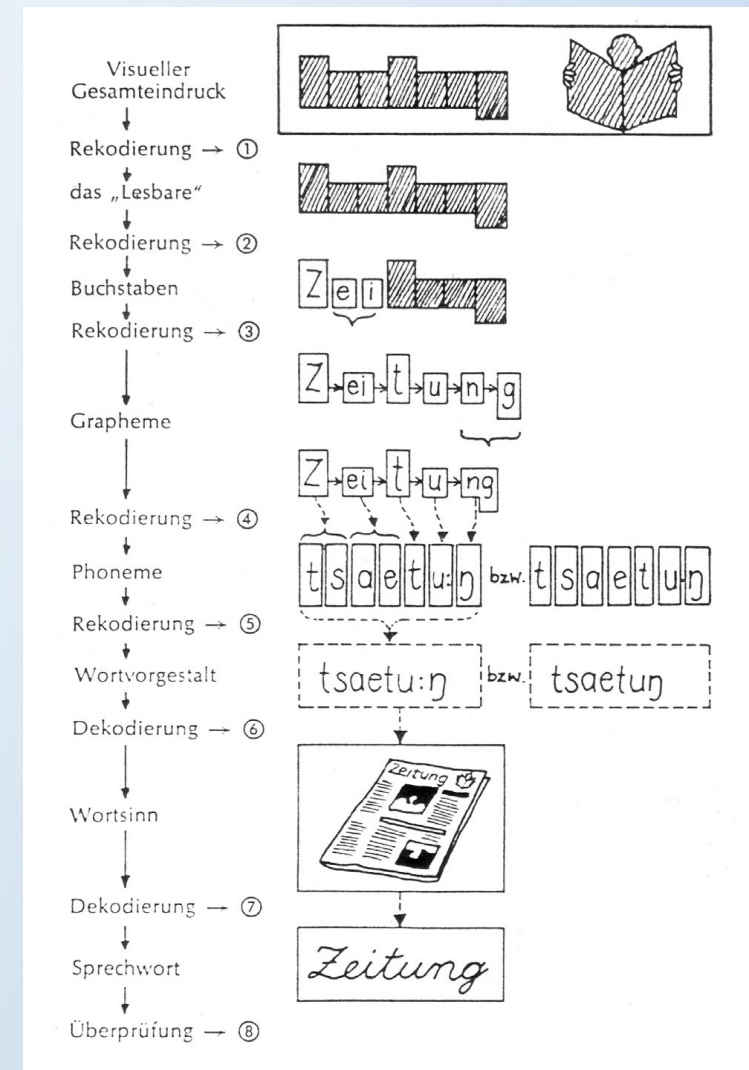 Visueller
Gesamteindruck
Rekodierung → ①
das „Lesbare“
Rekodierung → ②
Buchstaben
Z e i
Rekodierung → ③
Z → ei → t → u → n → g
Grapheme
Z → ei → t → u → ng
Rekodierung → ④
Phoneme
t s a e t u: ŋ bzw. t s a e t u ŋ
Rekodierung → ⑤
Wortvorgestalt
tsaetu:ŋ bzw. tsaetuŋ
Dekodierung → ⑥
Zeitung
Wortsinn
Dekodierung → ⑦
Sprechwort
Zeitung
Überprüfung → ⑧